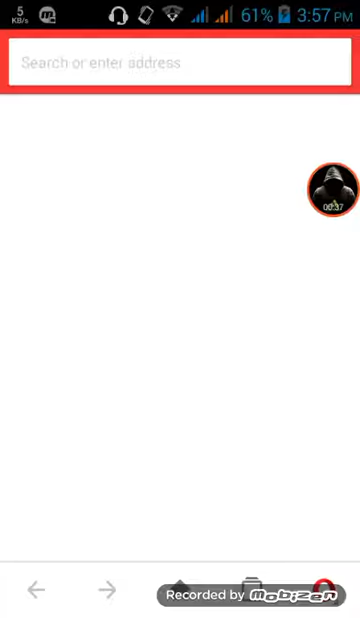 5
KB/s
61%
3:57 PM
Search or enter address
00:37
Recorded by Mobizen